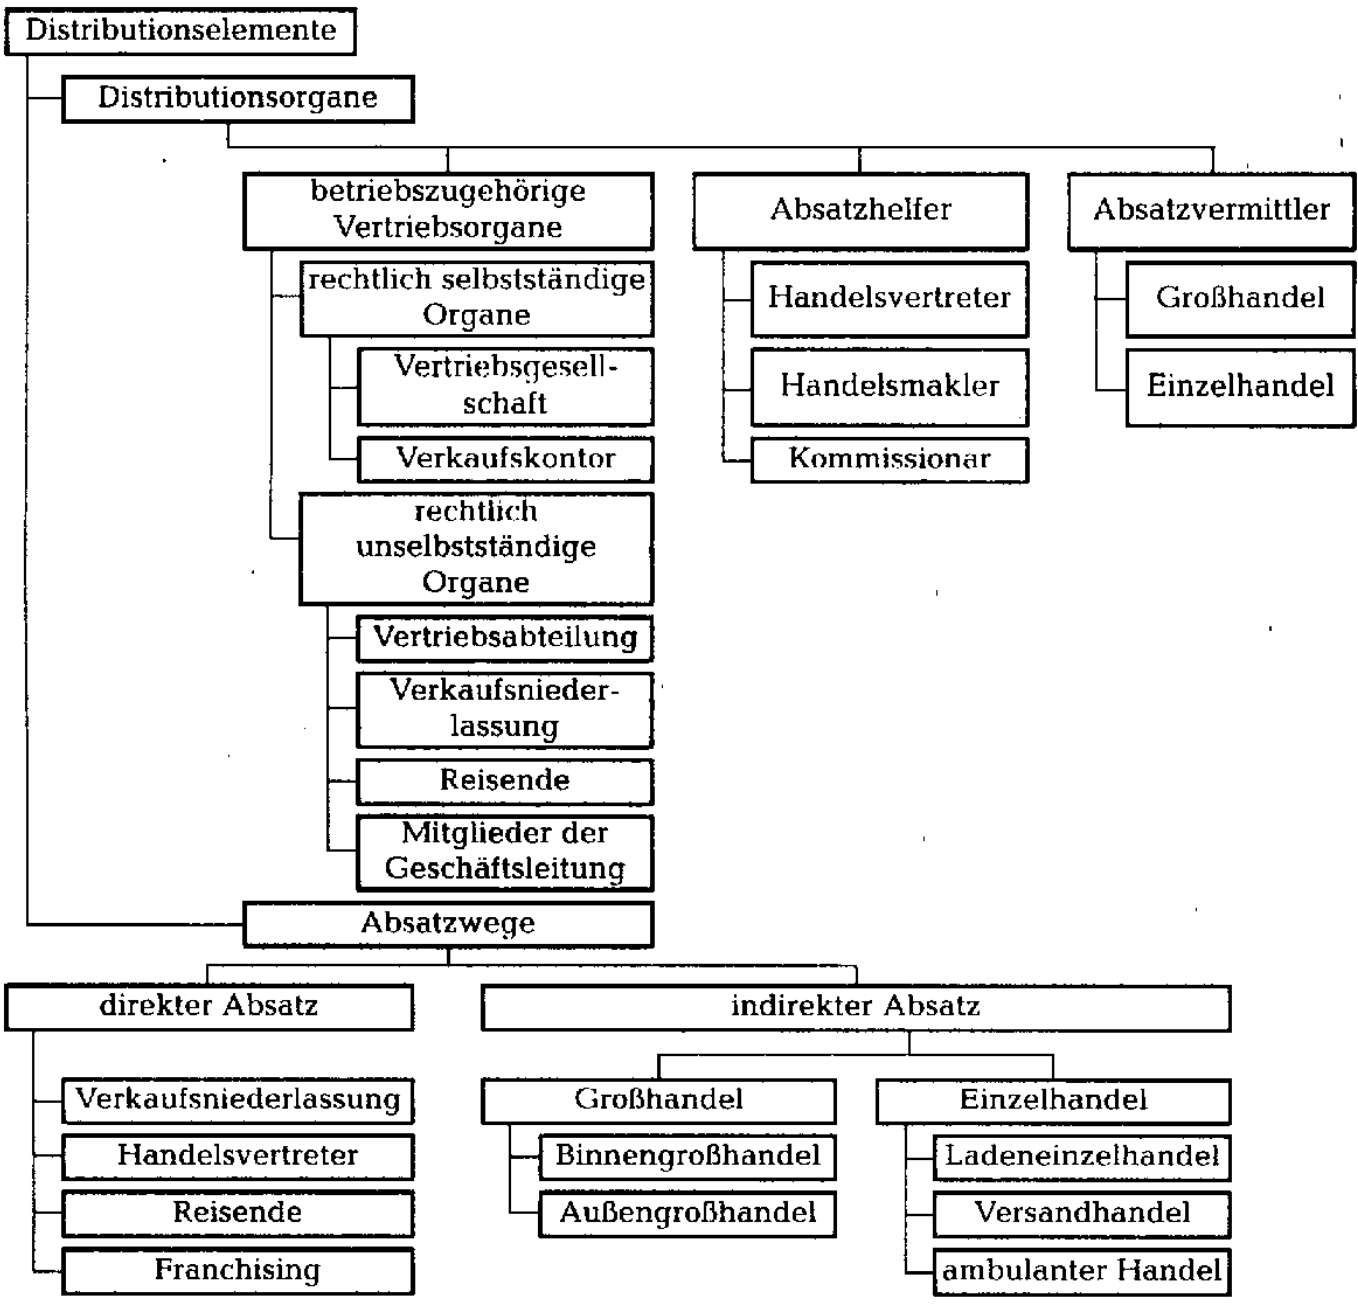 Distributionselemente
Distributionsorgane
betriebszugehörige
Vertriebsorgane
rechtlich selbstständige
Organe
Vertriebsgesell-
schaft
Verkaufskontor
rechtlich
unselbstständige
Organe
Vertriebsabteilung
Verkaufsnieder-
lassung
Reisende
Mitglieder der
Geschäftsleitung
Absatzhelfer
Handelsvertreter
Handelsmakler
Kommissionar
Absatzvermittler
Großhandel
Einzelhandel
Absatzwege
direkter Absatz
Verkaufsniederlassung
Handelsvertreter
Reisende
Franchising
indirekter Absatz
Großhandel
Binnengroßhandel
Außengroßhandel
Einzelhandel
Ladeneinzelhandel
Versandhandel
ambulanter Handel